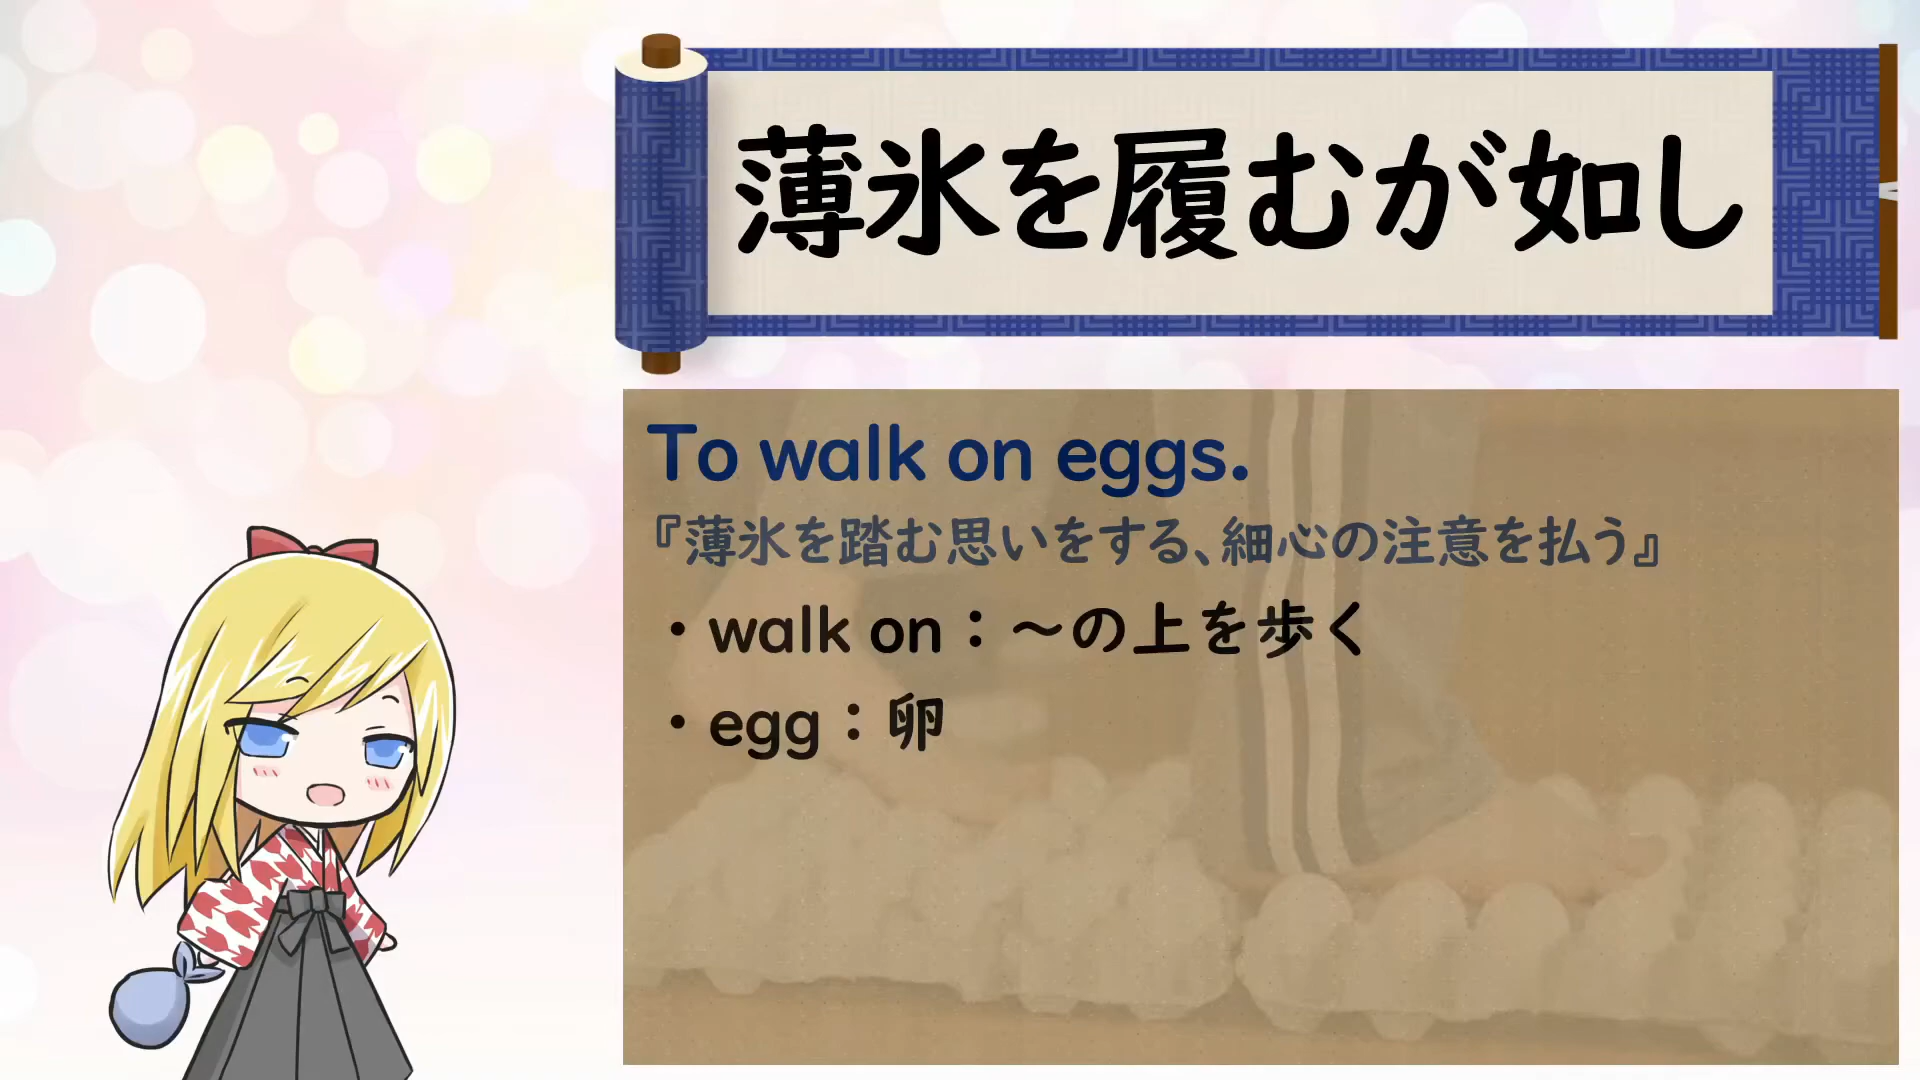 薄氷を履むが如し
To walk on eggs.
『薄氷を踏む思いをする、細心の注意を払う』
・walk on：～の上を歩く
・egg：卵